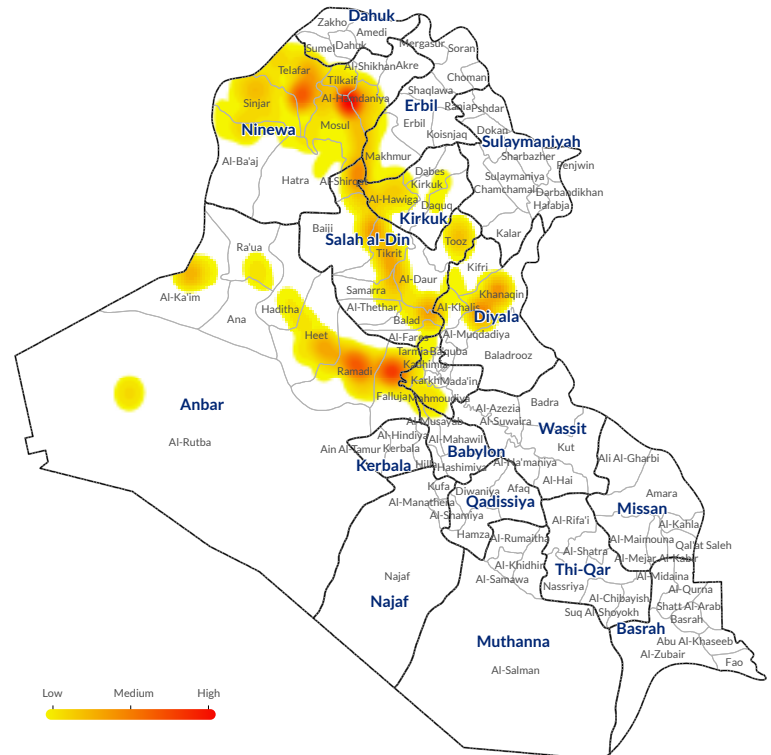 Dahuk
Zakho
Amedi
Sumel
Dahuk
Mergasur
Soran
Al-Shikhan
Akre
Telafar
Tilkaif
Chomani
Al-Hamdaniya
Shaqlawa
Sinjar
Erbil
Rania
Pshdar
Mosul
Erbil
Ninewa
Koisnjaq
Dokan
Sulaymaniyah
Sharbazher
Al-Ba'aj
Makhmur
Penjwin
Dabes
Hatra
Al-Shirqat
Kirkuk
Sulaymaniya
Chamchamal
Darbandikhan
Al-Hawiga
Daquq
Halabja
Kirkuk
Baiji
Salah al-Din
Tooz
Kalar
Ra'ua
Tikrit
Kifri
Al-Daur
Al-Ka'im
Samarra
Khanaqin
Haditha
Al-Thethar
Al-Khalis
Ana
Balad
Diyala
Heet
Al-Fares
Al-Muqdadiya
Tarmia
Ba'quba
Baladrooz
Kadhimia
Ramadi
Karkh
Mada'in
Falluja
Mahmoudiya
Anbar
Al-Azezia
Badra
Al-Musayab
Al-Suwaira
Wassit
Al-Rutba
Al-Hindiya
Al-Mahawil
Ain Al-Tamur
Kerbala
Babylon
Kut
Kerbala
Hilla
Hashimiya
Al-Na'maniya
Ali Al-Gharbi
Al-Hai
Kufa
Diwaniya
Afaq
Amara
Al-Manathera
Qadissiya
Missan
Al-Shamiya
Al-Rifa'i
Al-Kahla
Hamza
Al-Rumaitha
Al-Maimouna
Qal'at Saleh
Al-Shatra
Al-Mejar Al-Kabir
Al-Khidhir
Thi-Qar
Najaf
Al-Samawa
Nassriya
Al-Midaina
Al-Qurna
Najaf
Al-Chibayish
Shatt Al-Arab
Suq Al-Shoyokh
Basrah
Basrah
Muthanna
Abu Al-Khaseeb
Al-Zubair
Fao
Al-Salman
Low
Medium
High